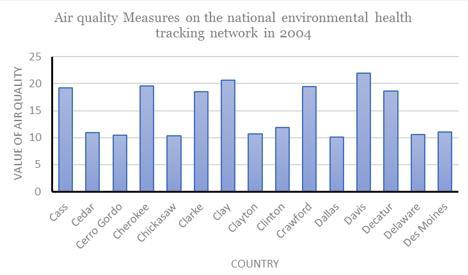 Air quality Measures on the national environmental health
tracking network in 2004
VALUE OF AIR QUALITY
25
20
15
10
5
0
Cass
Cedar
Cerro Gordo
Cherokee
Chickasaw
Clarke
Clay
Clayton
Clinton
Crawford
Dallas
Davis
Decatur
Delaware
Des Moines
COUNTRY